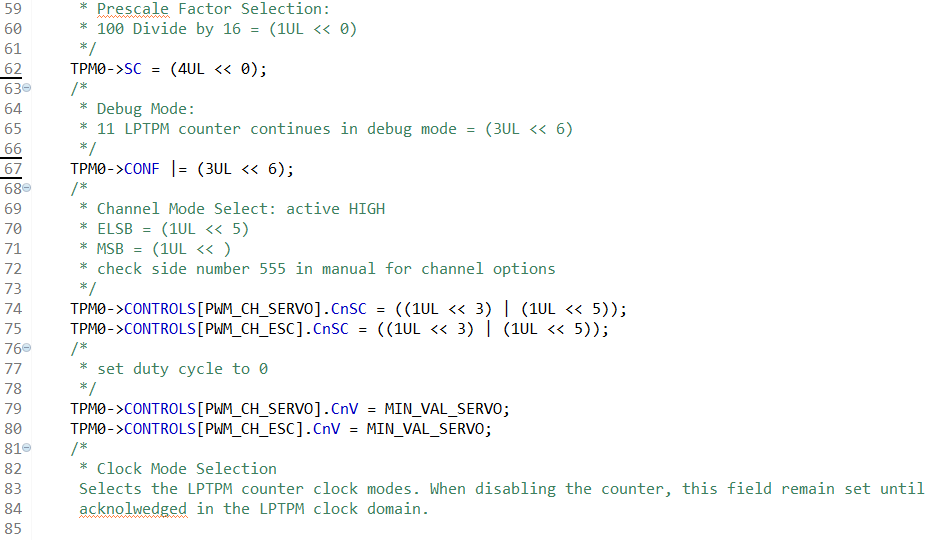 59 * Prescale Factor Selection:
60 * 100 Divide by 16 = (1UL << 0)
61 */
62 TPM0->SC = (4UL << 0);
63 /*
64 * Debug Mode:
65 * 11 LPTPM counter continues in debug mode = (3UL << 6)
66 */
67 TPM0->CONF |= (3UL << 6);
68 /*
69 * Channel Mode Select: active HIGH
70 * ELSB = (1UL << 5)
71 * MSB = (1UL << )
72 * check side number 555 in manual for channel options
73 */
74 TPM0->CONTROLS[PWM_CH_SERVO].CnSC = ((1UL << 3) | (1UL << 5));
75 TPM0->CONTROLS[PWM_CH_ESC].CnSC = ((1UL << 3) | (1UL << 5));
76 /*
77 * set duty cycle to 0
78 */
79 TPM0->CONTROLS[PWM_CH_SERVO].CnV = MIN_VAL_SERVO;
80 TPM0->CONTROLS[PWM_CH_ESC].CnV = MIN_VAL_SERVO;
81 /*
82 * Clock Mode Selection
83 Selects the LPTPM counter clock modes. When disabling the counter, this field remain set until
84 acknolwedged in the LPTPM clock domain.
85